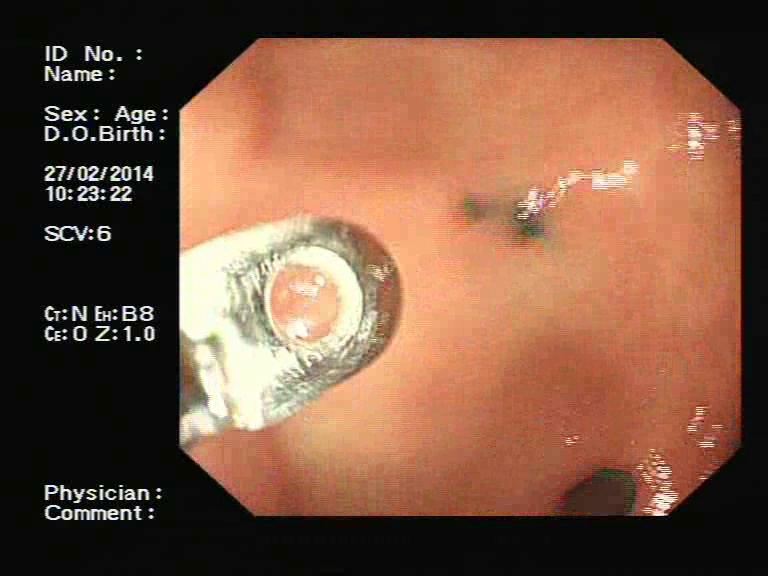 ID No. :
Name:
Sex: Age:
D.O.Birth:
27/02/2014
10:23:22
SCV:6
CT:N EH:B8
CE:0 Z:1.0
Physician:
Comment: